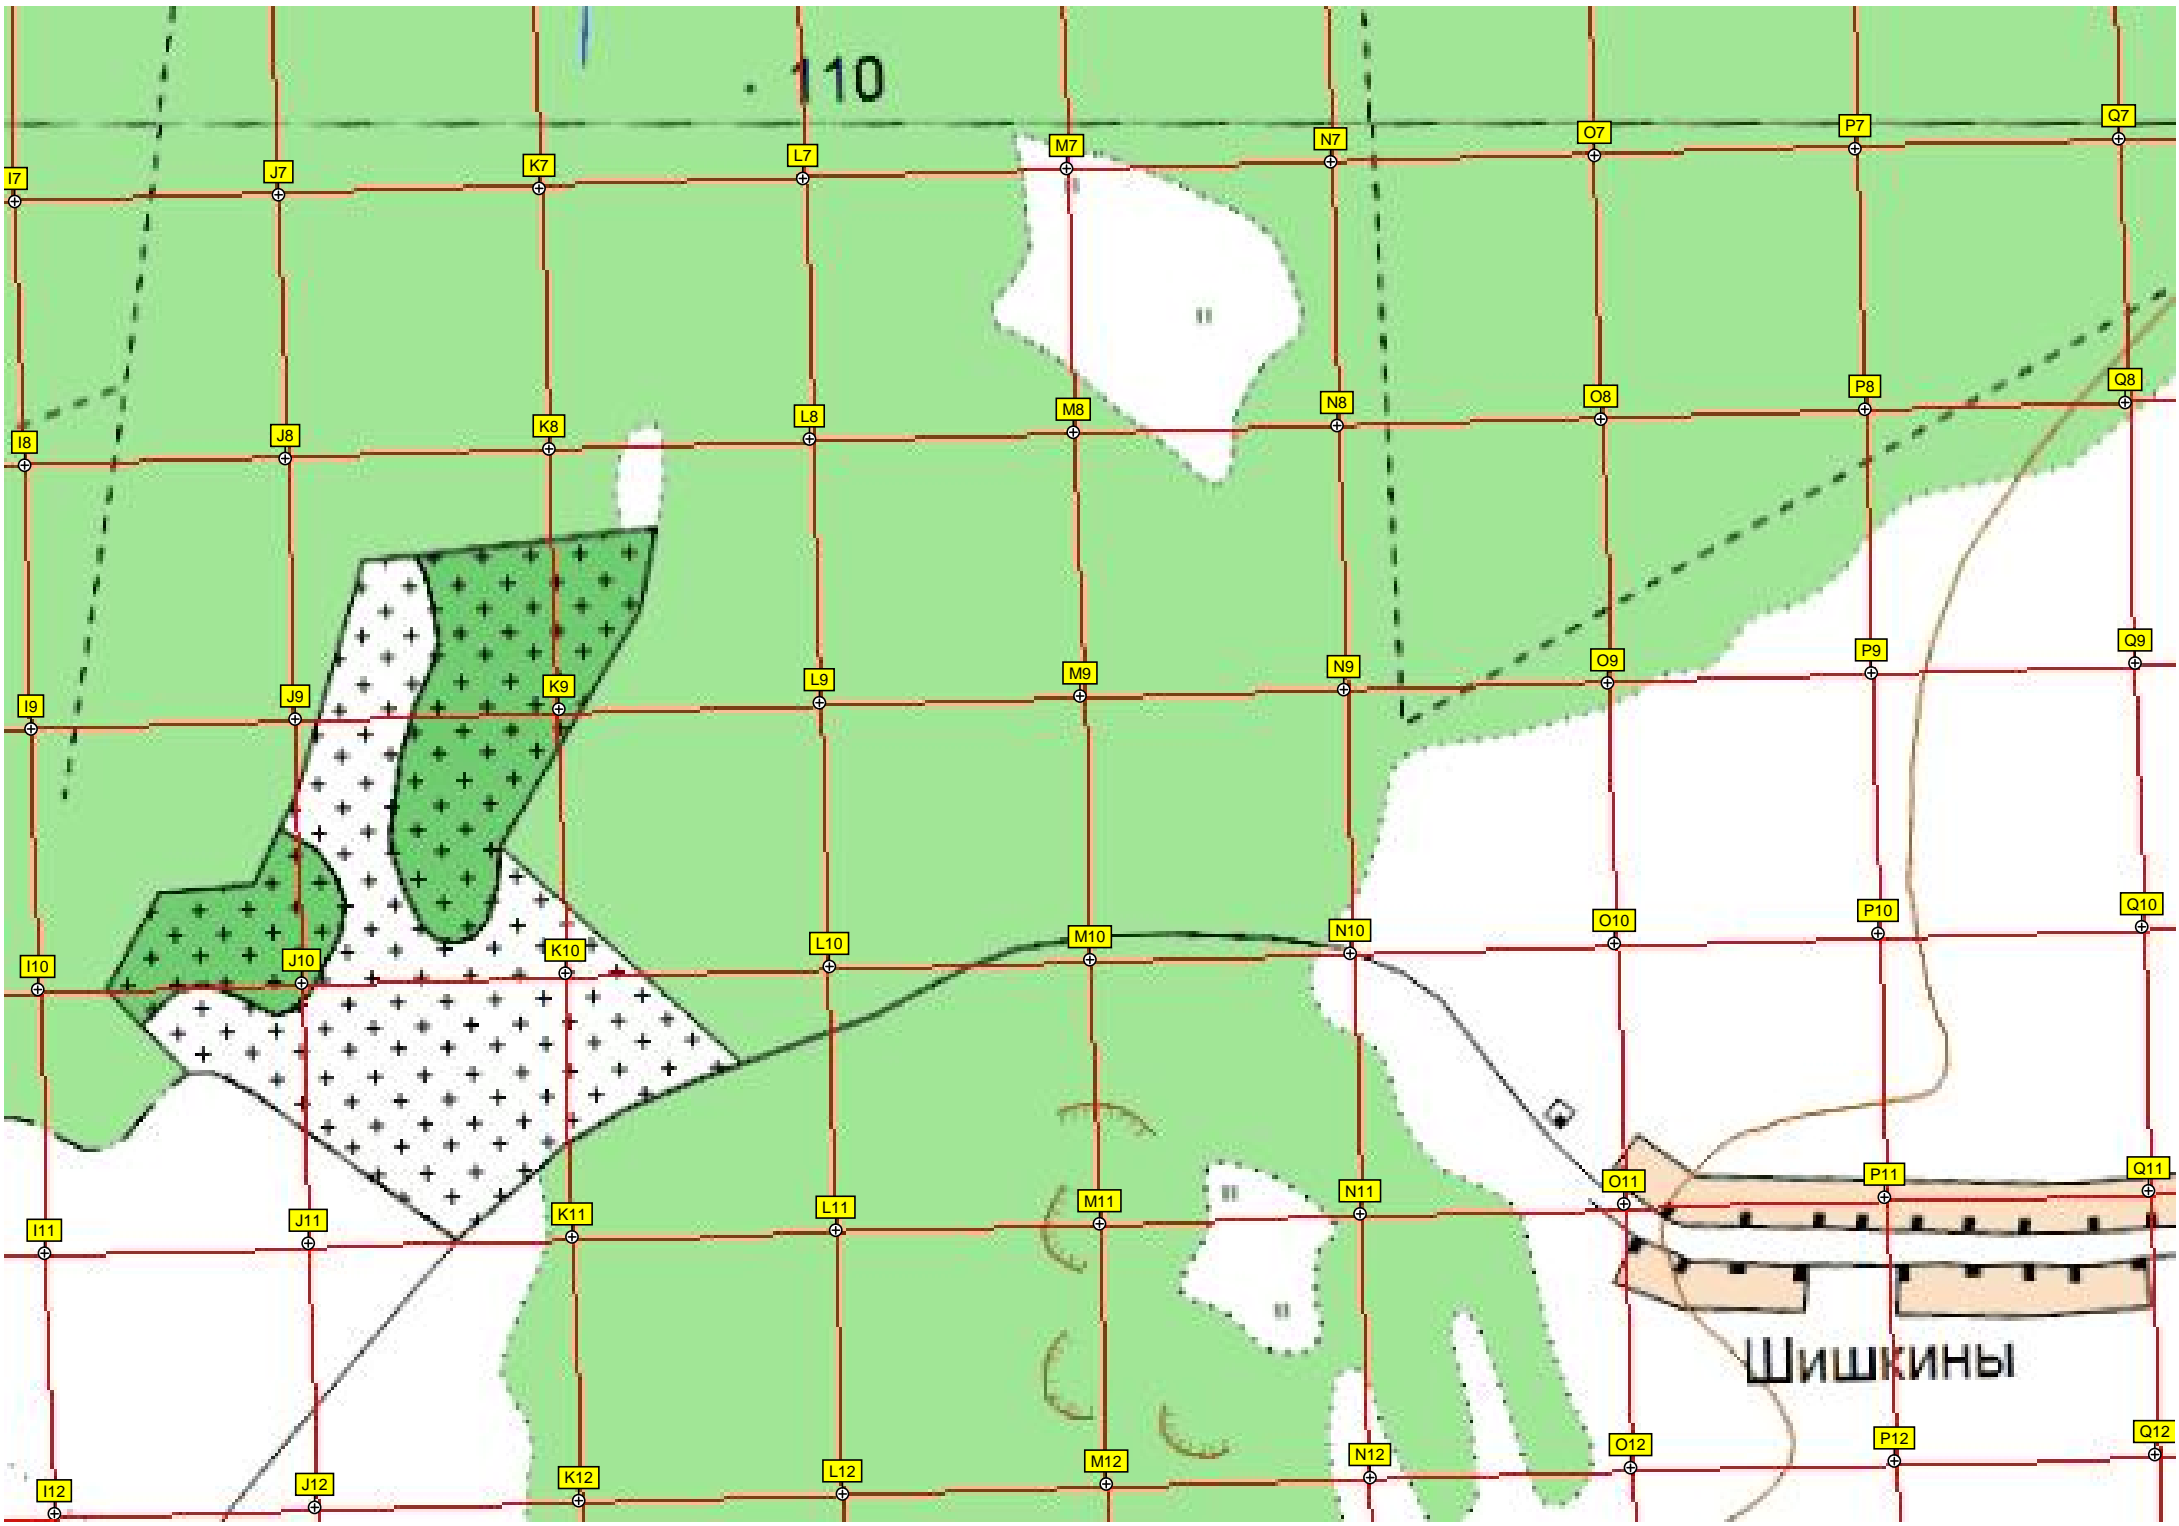 110
M7 N7 O7 P7 Q7
I7 J7 K7 L7
I8 J8 K8 L8 M8 N8 O8 P8 Q8
I9 J9 K9 L9 M9 N9 O9 P9 Q9
I10 J10 K10 L10 M10 N10 O10 P10 Q10
I11 J11 K11 L11 M11 N11 O11 P11 Q11
Шишкины
I12 J12 K12 L12 M12 N12 O12 P12 Q12